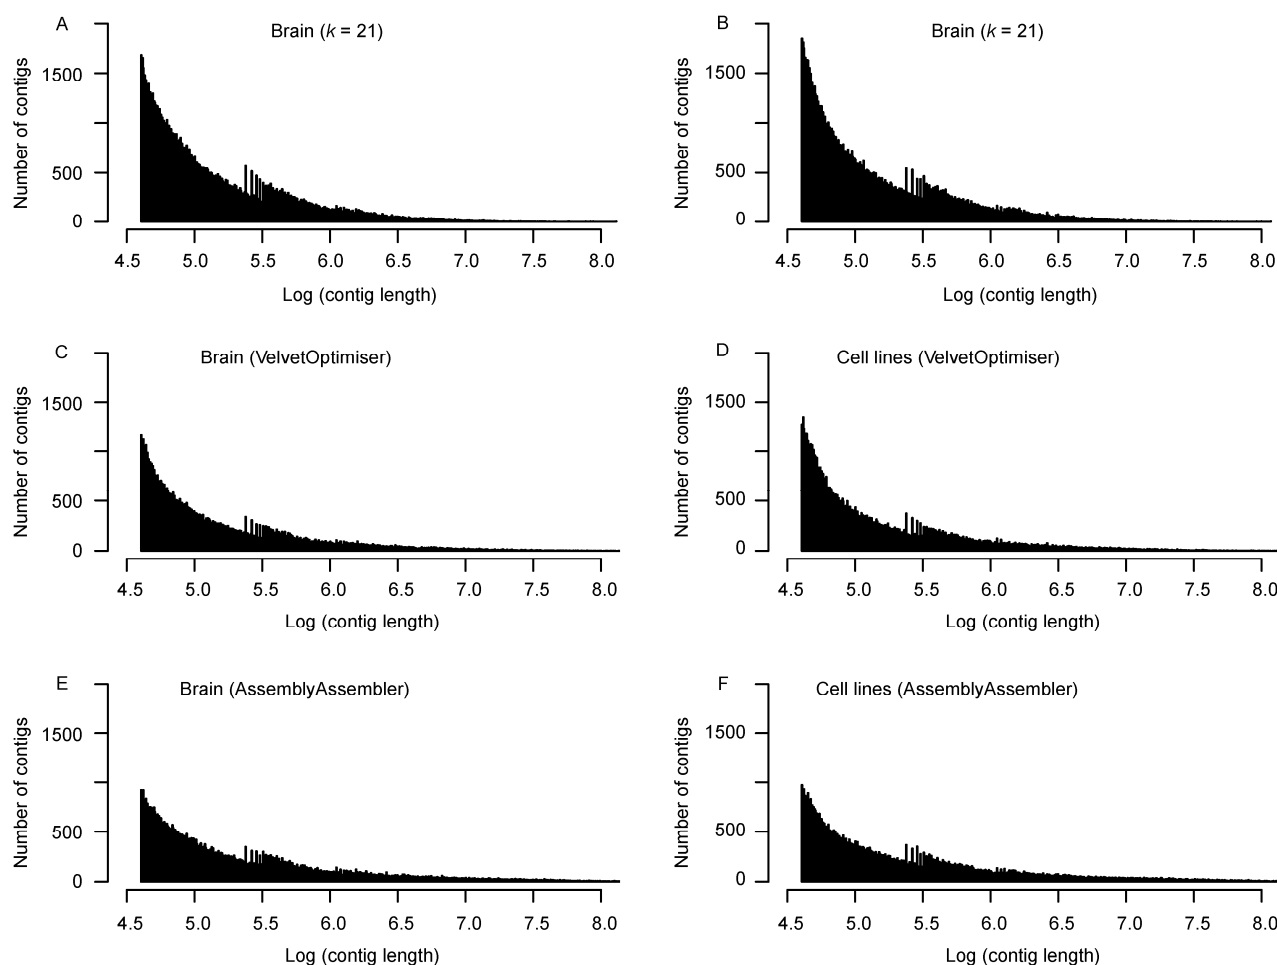 A
Brain (k = 21)
Number of contigs
1500
500
0
4.5 5.0 5.5 6.0 6.5 7.0 7.5 8.0
Log (contig length)
B
Brain (k = 21)
Number of contigs
1500
500
0
4.5 5.0 5.5 6.0 6.5 7.0 7.5 8.0
Log (contig length)
C
Brain (VelvetOptimiser)
Number of contigs
1500
500
0
4.5 5.0 5.5 6.0 6.5 7.0 7.5 8.0
Log (contig length)
D
Cell lines (VelvetOptimiser)
Number of contigs
1500
500
0
4.5 5.0 5.5 6.0 6.5 7.0 7.5 8.0
Log (contig length)
E
Brain (AssemblyAssembler)
Number of contigs
1500
500
0
4.5 5.0 5.5 6.0 6.5 7.0 7.5 8.0
Log (contig length)
F
Cell lines (AssemblyAssembler)
Number of contigs
1500
500
0
4.5 5.0 5.5 6.0 6.5 7.0 7.5 8.0
Log (contig length)